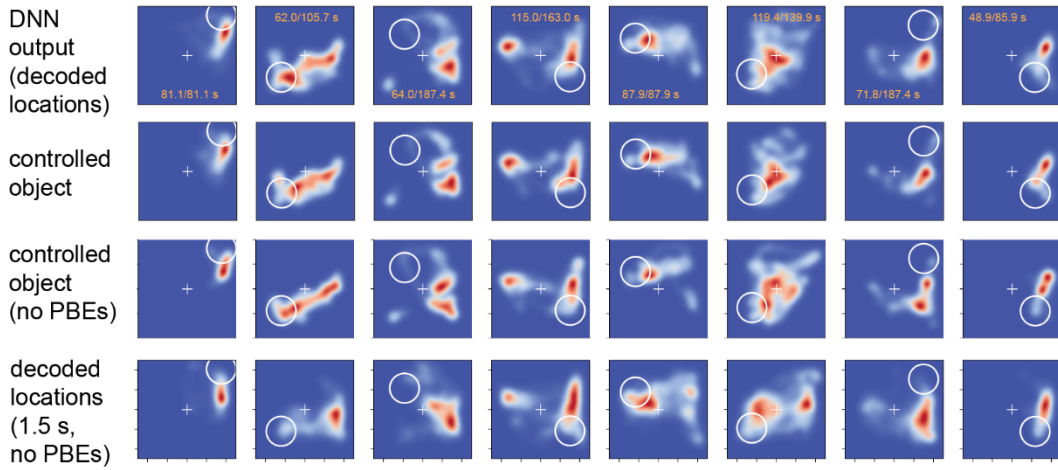 DNN
output
(decoded
locations)
81.1/81.1 s
62.0/105.7 s
64.0/187.4 s
115.0/163.0 s
87.9/87.9 s
119.4/139.9 s
71.8/187.4 s
48.9/85.9 s
controlled
object
controlled
object
(no PBEs)
decoded
locations
(1.5 s,
no PBEs)